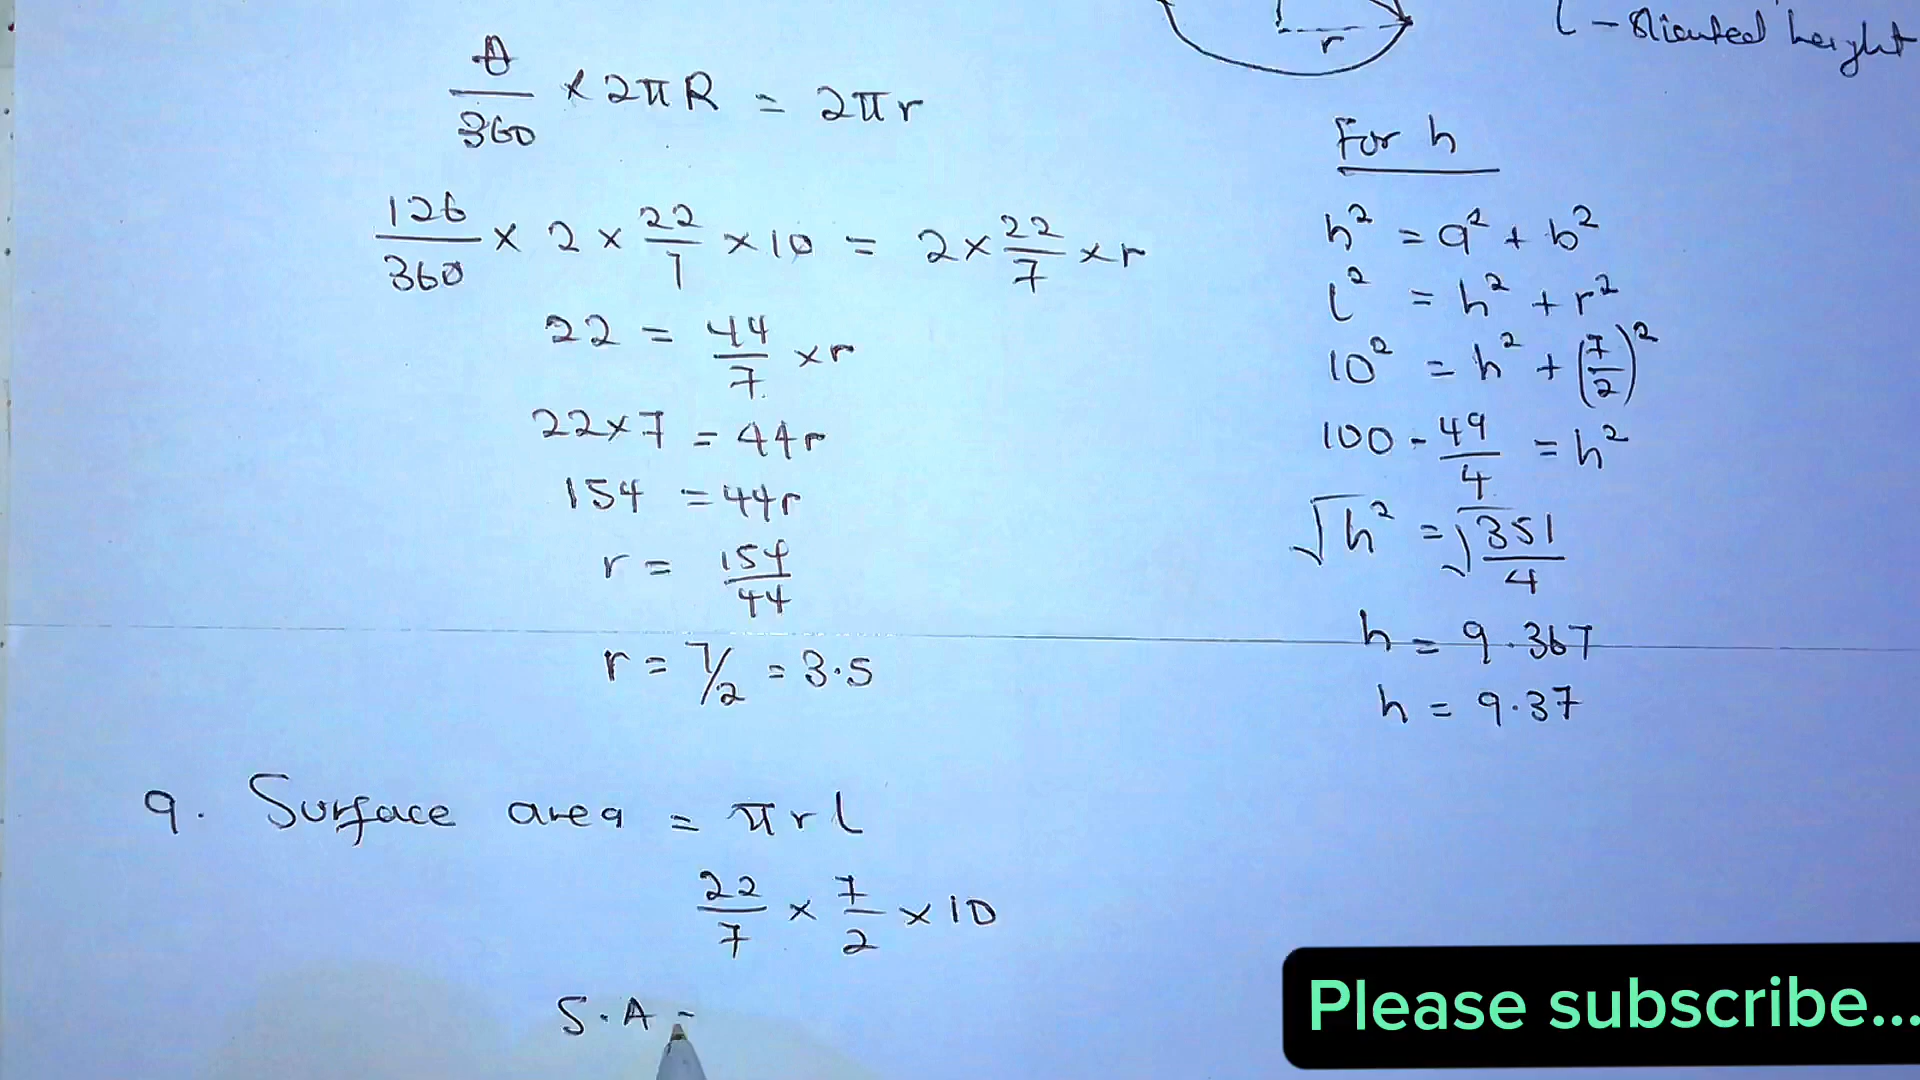 θ/360 × 2πR = 2πr
126/360 × 2 × 22/7 × 10 = 2 × 22/7 × r
22 = 44/7 × r
22×7 = 44r
154 = 44r
r = 154/44
r = 7/2 = 3.5
9. Surface area = πrl
22/7 × 7/2 × 10
S.A =
r
l - Slanted height
For h
h² = a² + b²
l² = h² + r²
10² = h² + (7/2)²
100 - 49/4 = h²
√h² = √351/4
h = 9.367
h = 9.37
Please subscribe...